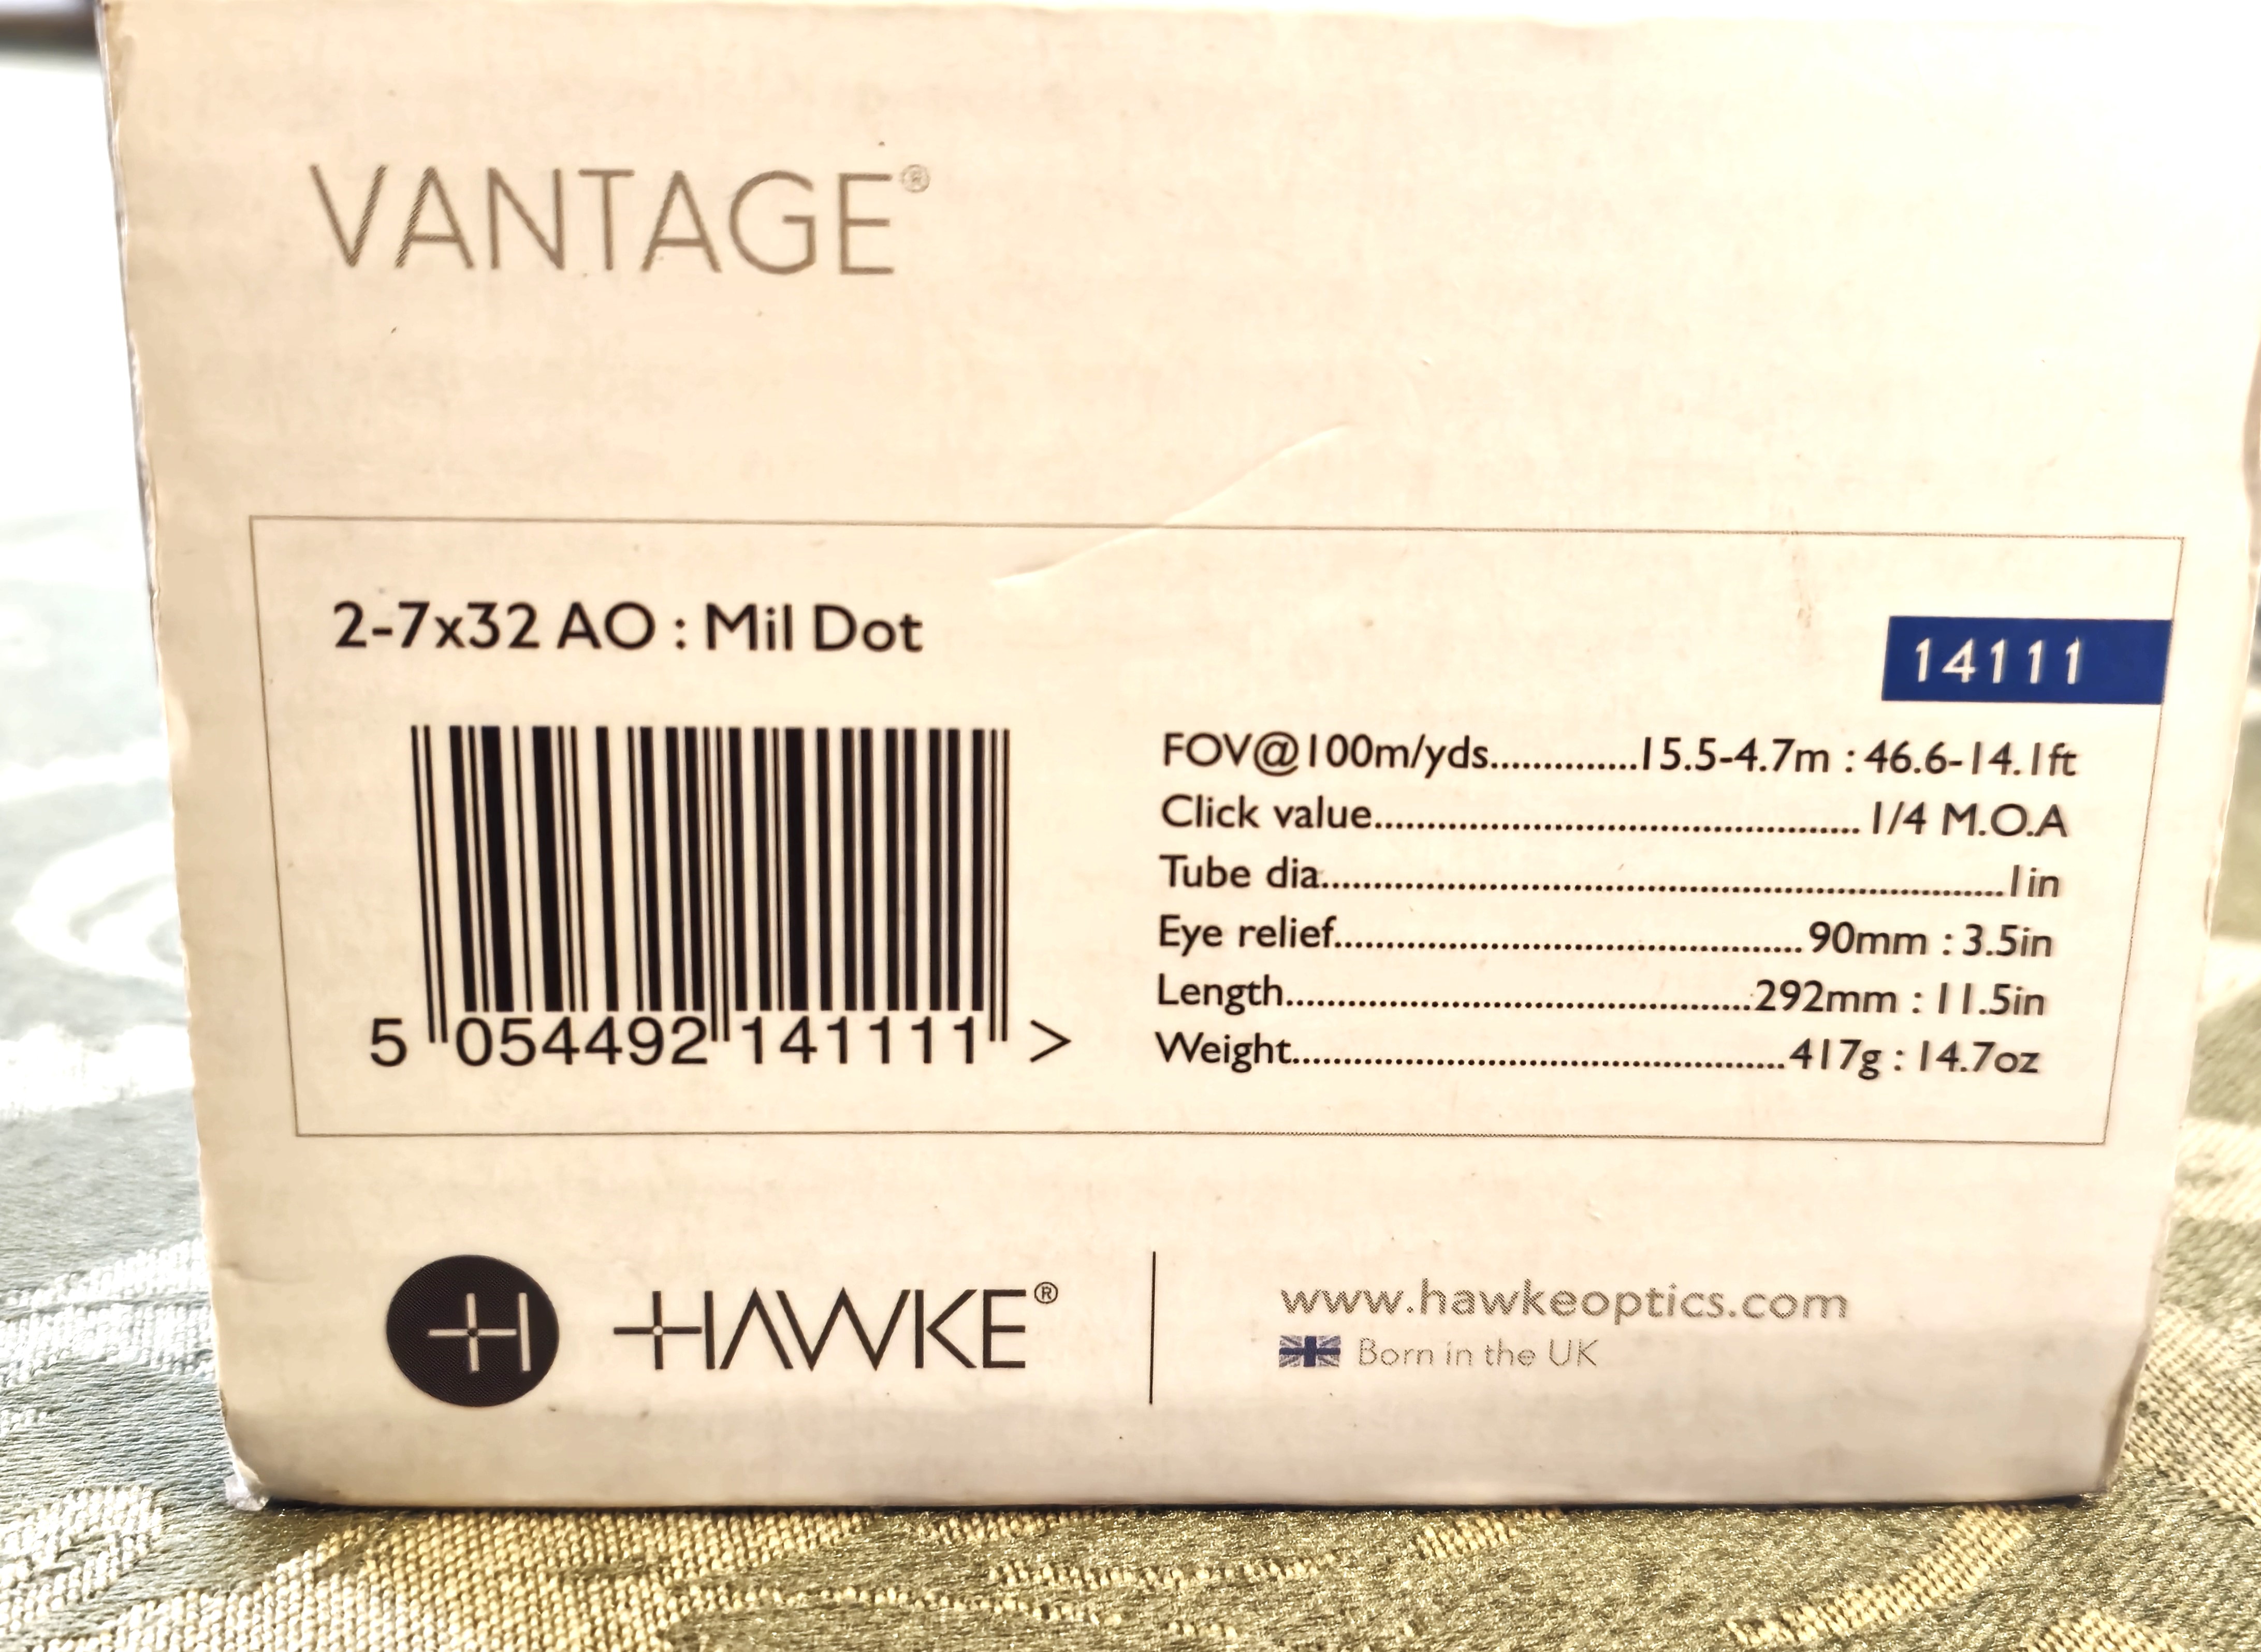 VANTAGE®
2-7x32 AO : Mil Dot
14111
FOV@100m/yds..............15.5-4.7m : 46.6-14.1ft
Click value............................................... 1/4 M.O.A
Tube dia...................................................................1in
Eye relief..............................................90mm : 3.5in
Length..............................................292mm : 11.5in
Weight................................................417g : 14.7oz
5 054492 141111 >
HAWKE®
www.hawkeoptics.com
Born in the UK